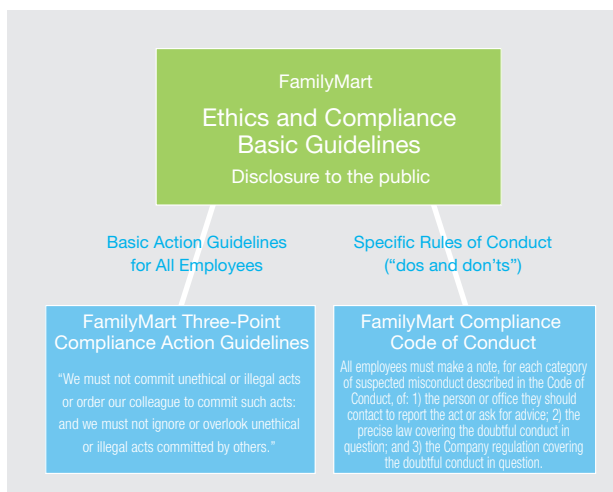 FamilyMart
Ethics and Compliance
Basic Guidelines
Disclosure to the public
Basic Action Guidelines
for All Employees
Specific Rules of Conduct
(“dos and don’ts”)
FamilyMart Three-Point
Compliance Action Guidelines
“We must not commit unethical or illegal acts
or order our colleague to commit such acts:
and we must not ignore or overlook unethical
or illegal acts committed by others.”
FamilyMart Compliance
Code of Conduct
All employees must make a note, for each category
of suspected misconduct described in the Code of
Conduct, of: 1) the person or office they should
contact to report the act or ask for advice; 2) the
precise law covering the doubtful conduct in
question; and 3) the Company regulation covering
the doubtful conduct in question.